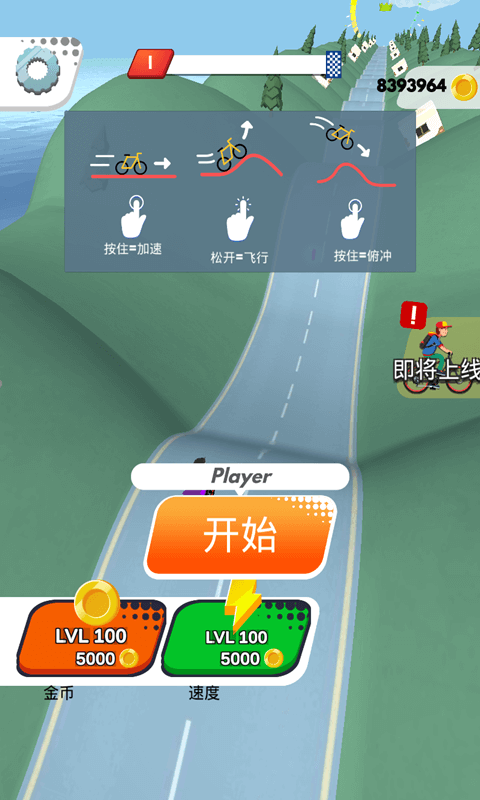 1
8393964
按住=加速
松开=飞行
按住=俯冲
!
即将上线
Player
开始
LVL 100
5000
LVL 100
5000
金币
速度